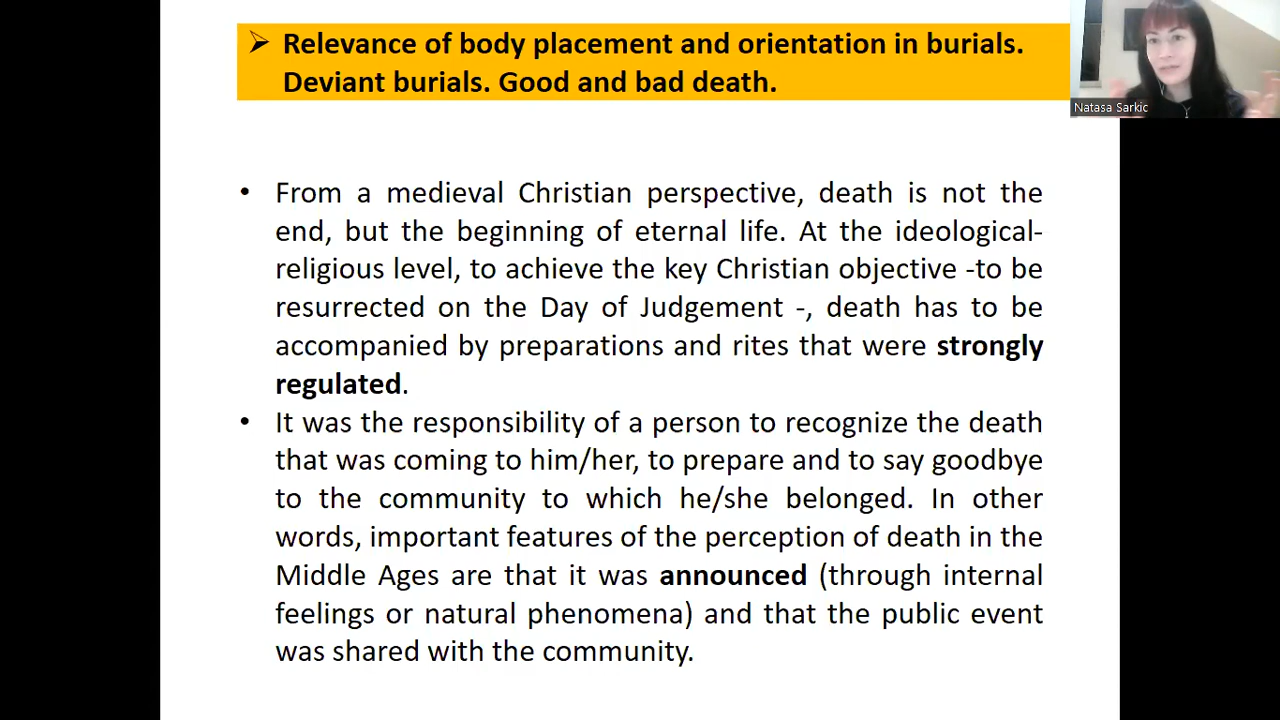 ➢ Relevance of body placement and orientation in burials.
Deviant burials. Good and bad death.
Natasa Sarkic
• From a medieval Christian perspective, death is not the
end, but the beginning of eternal life. At the ideological-
religious level, to achieve the key Christian objective -to be
resurrected on the Day of Judgement -, death has to be
accompanied by preparations and rites that were strongly
regulated.
• It was the responsibility of a person to recognize the death
that was coming to him/her, to prepare and to say goodbye
to the community to which he/she belonged. In other
words, important features of the perception of death in the
Middle Ages are that it was announced (through internal
feelings or natural phenomena) and that the public event
was shared with the community.